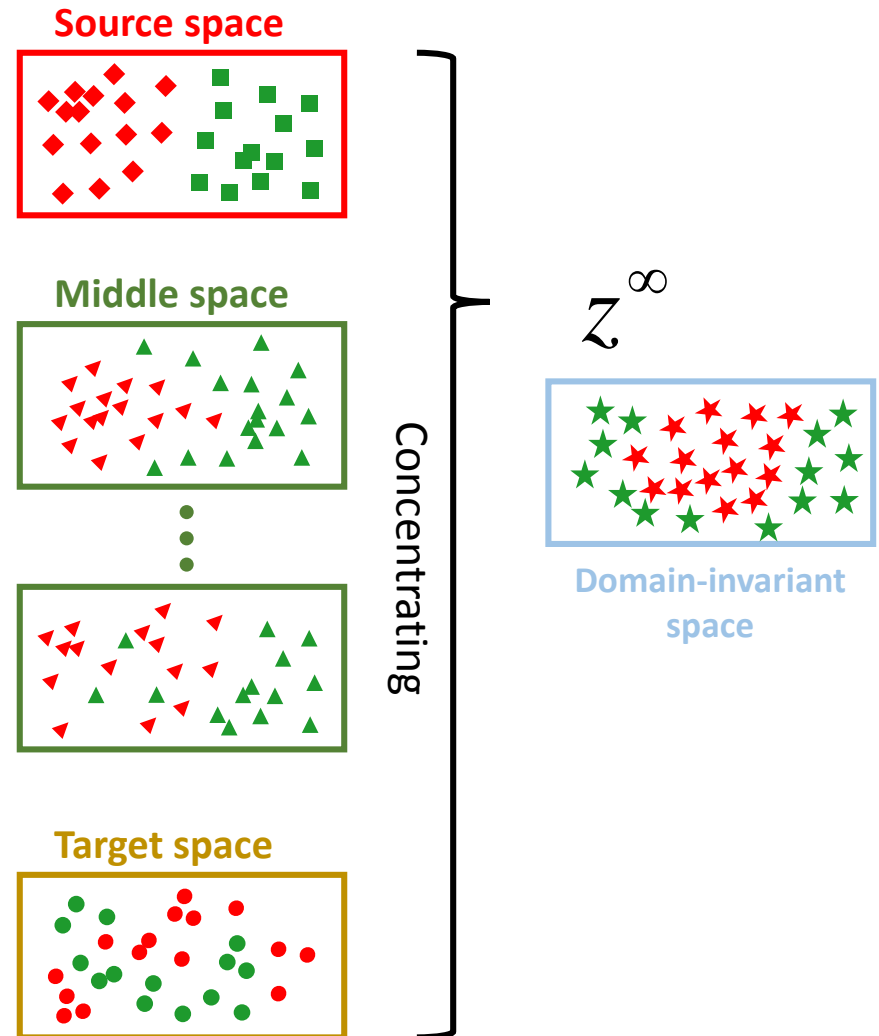 Source space
Middle space
Target space
Concentrating
z^∞
Domain-invariant
space